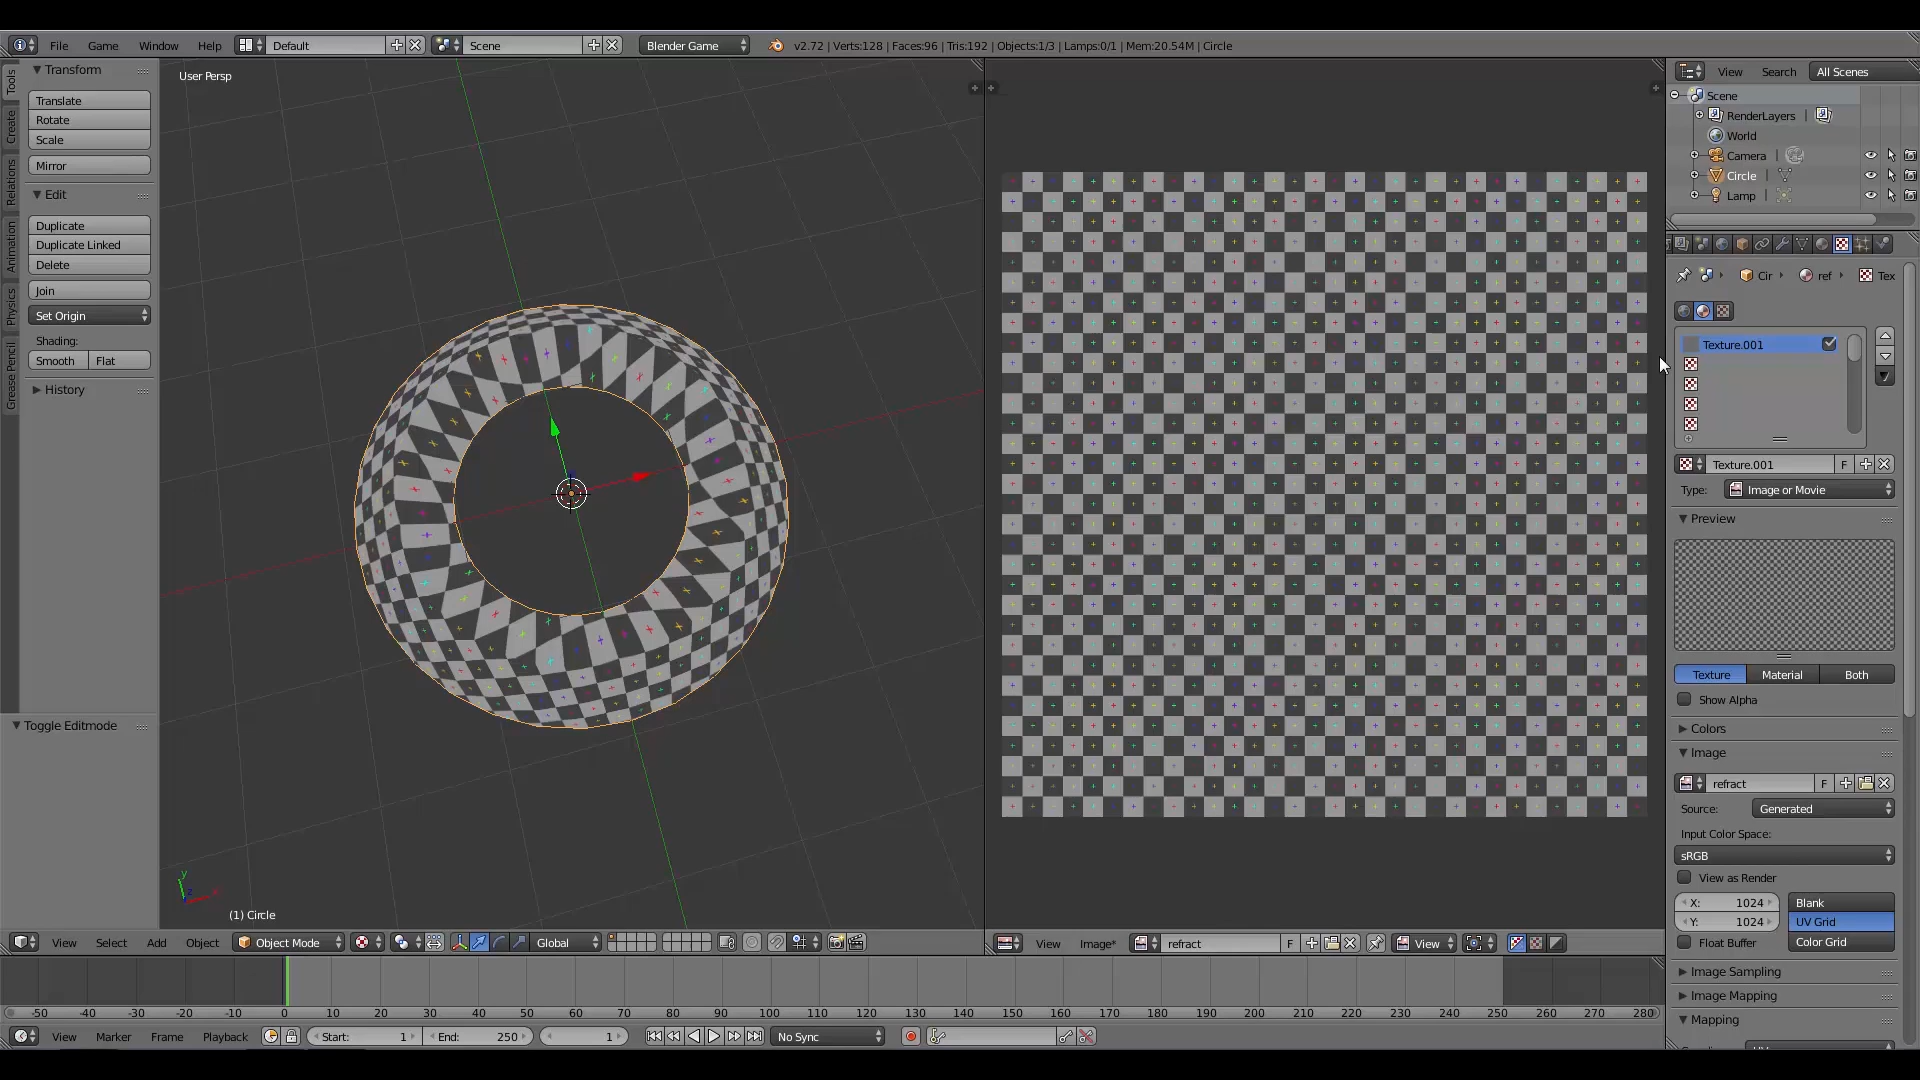 File Game Window Help Default Scene Blender Game v2.72 | Verts:128 | Faces:96 | Tris:192 | Objects:1/3 | Lamps:0/1 | Mem:20.54M | Circle
Tools
Create
Relations
Animation
Physics
Grease Pencil
Transform
Translate
Rotate
Scale
Mirror
Edit
Duplicate
Duplicate Linked
Delete
Join
Set Origin
Shading:
Smooth Flat
History
Toggle Editmode
User Persp
(1) Circle
View Select Add Object Object Mode Global
View Image* refract F View
View Search All Scenes
Scene
RenderLayers |
World
Camera |
Circle |
Lamp |
Cir ref Tex
Texture.001
Texture.001 F
Type: Image or Movie
Preview
Texture Material Both
Show Alpha
Colors
Image
refract F
Source: Generated
Input Color Space:
sRGB
View as Render
X: 1024 Blank
Y: 1024 UV Grid
Float Buffer Color Grid
Image Sampling
Image Mapping
Mapping
-50 -40 -30 -20 -10 0 10 20 30 40 50 60 70 80 90 100 110 120 130 140 150 160 170 180 190 200 210 220 230 240 250 260 270 280
View Marker Frame Playback Start: 1 End: 250 1 No Sync